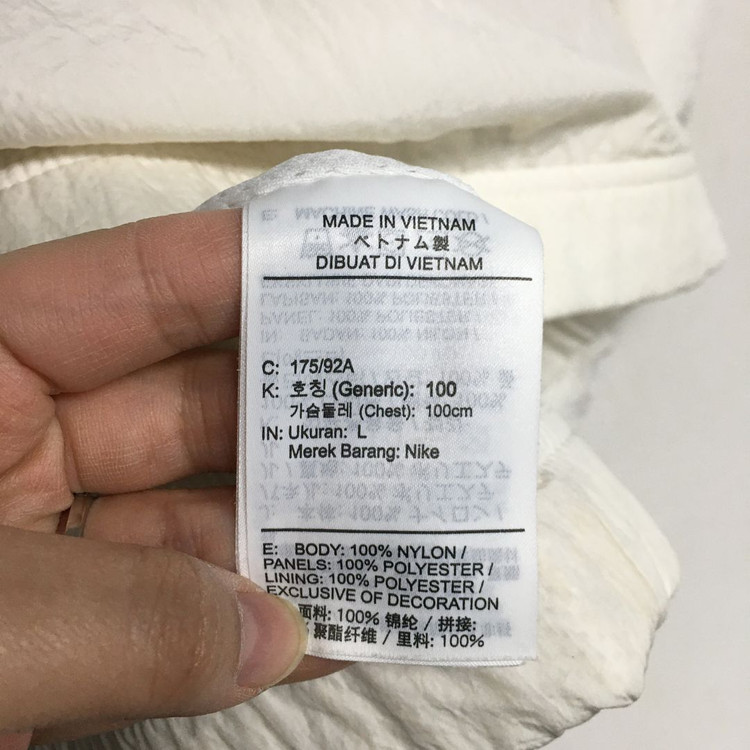 MADE IN VIETNAM
ベトナム製
DIBUAT DI VIETNAM
C: 175/92A
K: 호칭 (Generic): 100
가슴둘레 (Chest): 100cm
IN: Ukuran: L
Merek Barang: Nike
E: BODY: 100% NYLON /
PANELS: 100% POLYESTER /
LINING: 100% POLYESTER /
EXCLUSIVE OF DECORATION
面料: 100% 锦纶 / 拼接:
聚酯纤维 / 里料: 100%